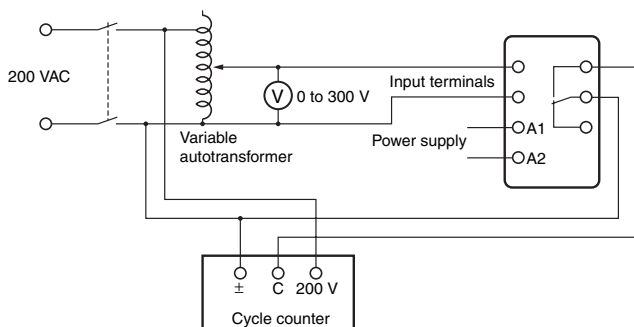 200 VAC
V
0 to 300 V
Variable
autotransformer
Input terminals
Power supply
A1
A2
± C 200 V
Cycle counter